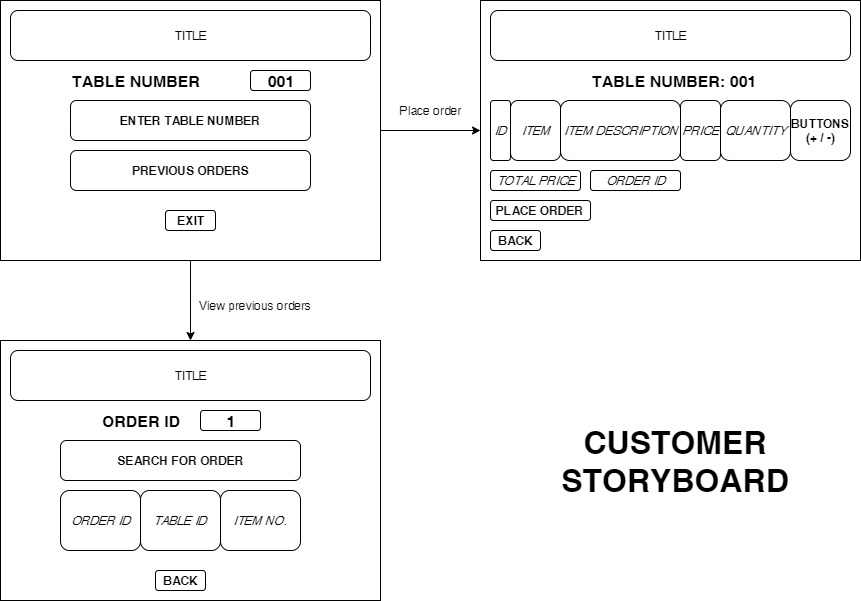 TITLE
TABLE NUMBER 001
ENTER TABLE NUMBER
PREVIOUS ORDERS
EXIT
Place order
TITLE
TABLE NUMBER: 001
ID ITEM ITEM DESCRIPTION PRICE QUANTITY BUTTONS
(+ / -)
TOTAL PRICE ORDER ID
PLACE ORDER
BACK
View previous orders
TITLE
ORDER ID 1
SEARCH FOR ORDER
ORDER ID TABLE ID ITEM NO.
BACK
CUSTOMER
STORYBOARD